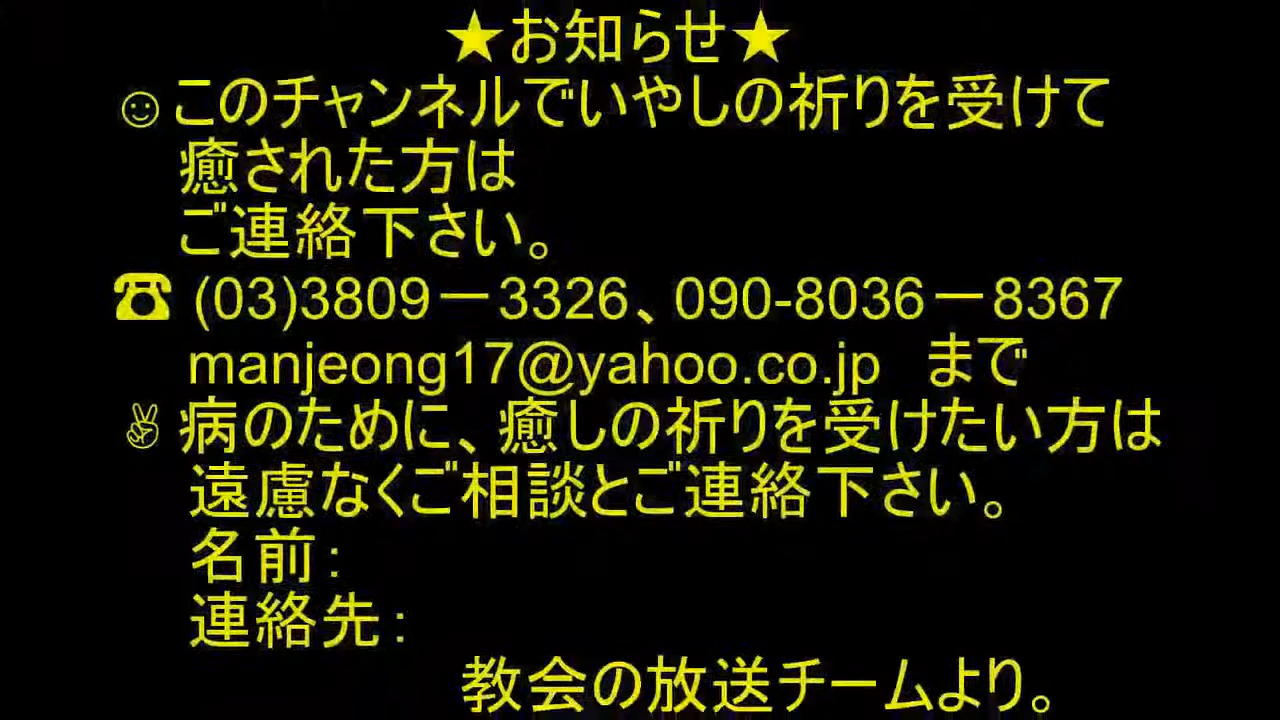 ★お知らせ★
☺このチャンネルでいやしの祈りを受けて
癒された方は
ご連絡下さい。
☎ (03)3809－3326、090-8036－8367
manjeong17@yahoo.co.jp まで
✌病のために、癒しの祈りを受けたい方は
遠慮なくご相談とご連絡下さい。
名前：
連絡先：
教会の放送チームより。